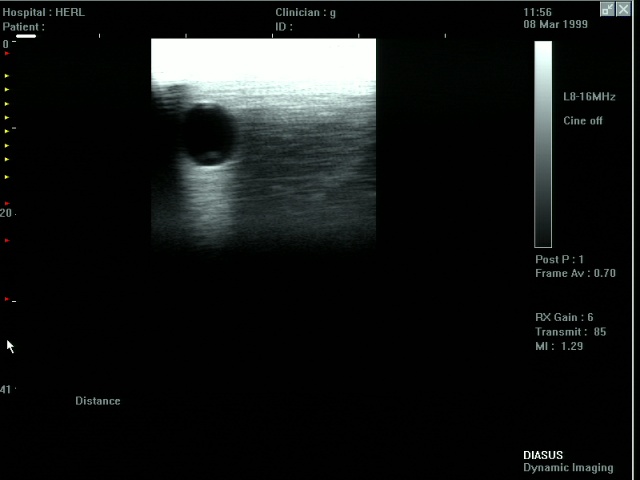 Hospital : HERL
Clinician : g
11:56
Patient :
ID :
08 Mar 1999
0
L8-16MHz
Cine off
20
Post P : 1
Frame Av : 0.70
RX Gain : 6
Transmit : 85
MI : 1.29
41
Distance
DIASUS
Dynamic Imaging